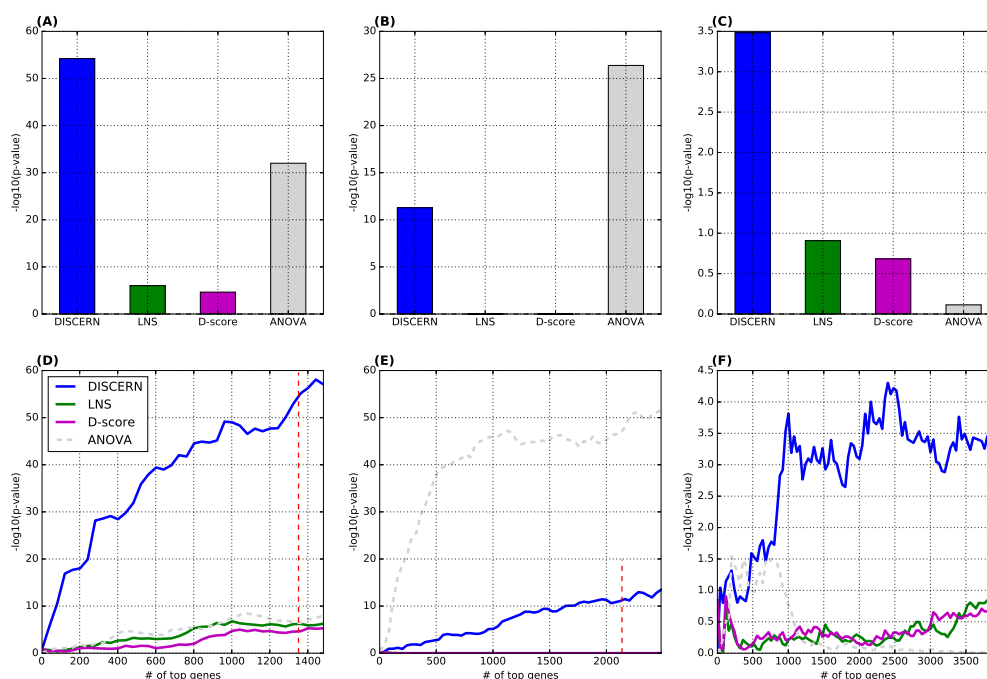 (A)
60
50
40
30
20
10
0
-log10(p-value)
DISCERN LNS D-score ANOVA
(B)
30
25
20
15
10
5
0
-log10(p-value)
DISCERN LNS D-score ANOVA
(C)
3.5
3.0
2.5
2.0
1.5
1.0
0.5
0.0
-log10(p-value)
DISCERN LNS D-score ANOVA
(D)
60
50
40
30
20
10
0
-log10(p-value)
DISCERN
LNS
D-score
ANOVA
0 200 400 600 800 1000 1200 1400
# of top genes
(E)
60
50
40
30
20
10
0
-log10(p-value)
500 1000 1500 2000
# of top genes
(F)
4.5
4.0
3.5
3.0
2.5
2.0
1.5
1.0
0.5
0.0
-log10(p-value)
0 500 1000 1500 2000 2500 3000 3500
# of top genes